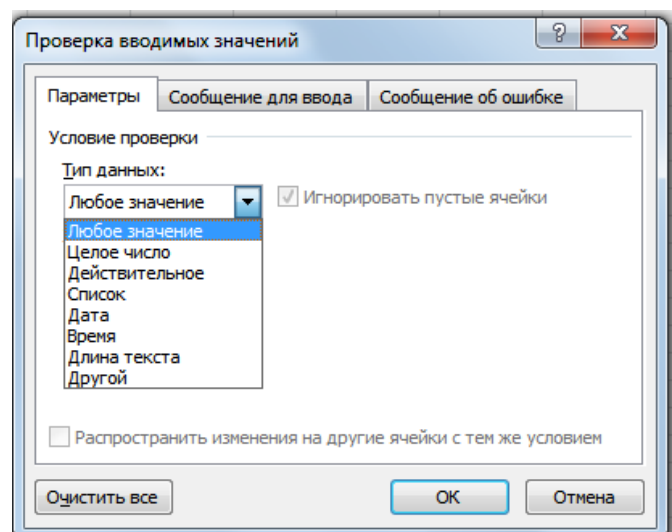 Проверка вводимых значений
Параметры
Сообщение для ввода
Сообщение об ошибке
Условие проверки
Тип данных:
Любое значение
Игнорировать пустые ячейки
Любое значение
Целое число
Действительное
Список
Дата
Время
Длина текста
Другой
Распространить изменения на другие ячейки с тем же условием
Очистить все
ОК
Отмена